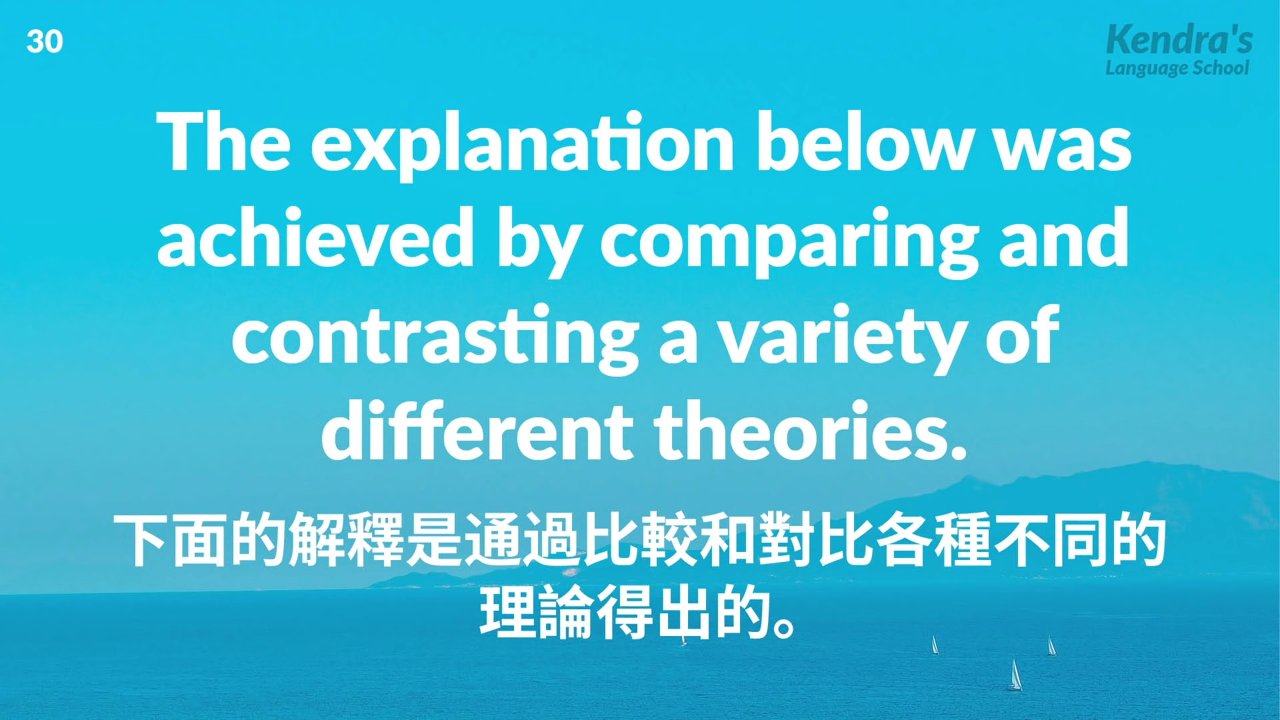 30
Kendra's
Language School
The explanation below was
achieved by comparing and
contrasting a variety of
different theories.
下面的解釋是通過比較和對比各種不同的
理論得出的。